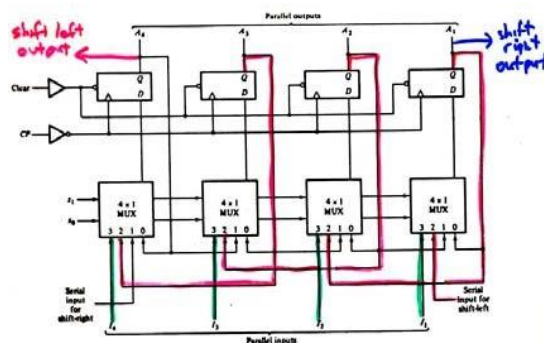 Parallel outputs
shift left
output
A₄
A₃
A₂
A₁
shift
right
output
Q
Q
Q
Q
Clear
D
D
D
D
CP
s₁
s₀
4 × 1
MUX
3 2 1 0
4 × 1
MUX
3 2 1 0
4 × 1
MUX
3 2 1 0
4 × 1
MUX
3 2 1 0
Serial
input
for
shift-right
Serial
input for
shift-left
I₄
I₃
I₂
I₁
Parallel inputs